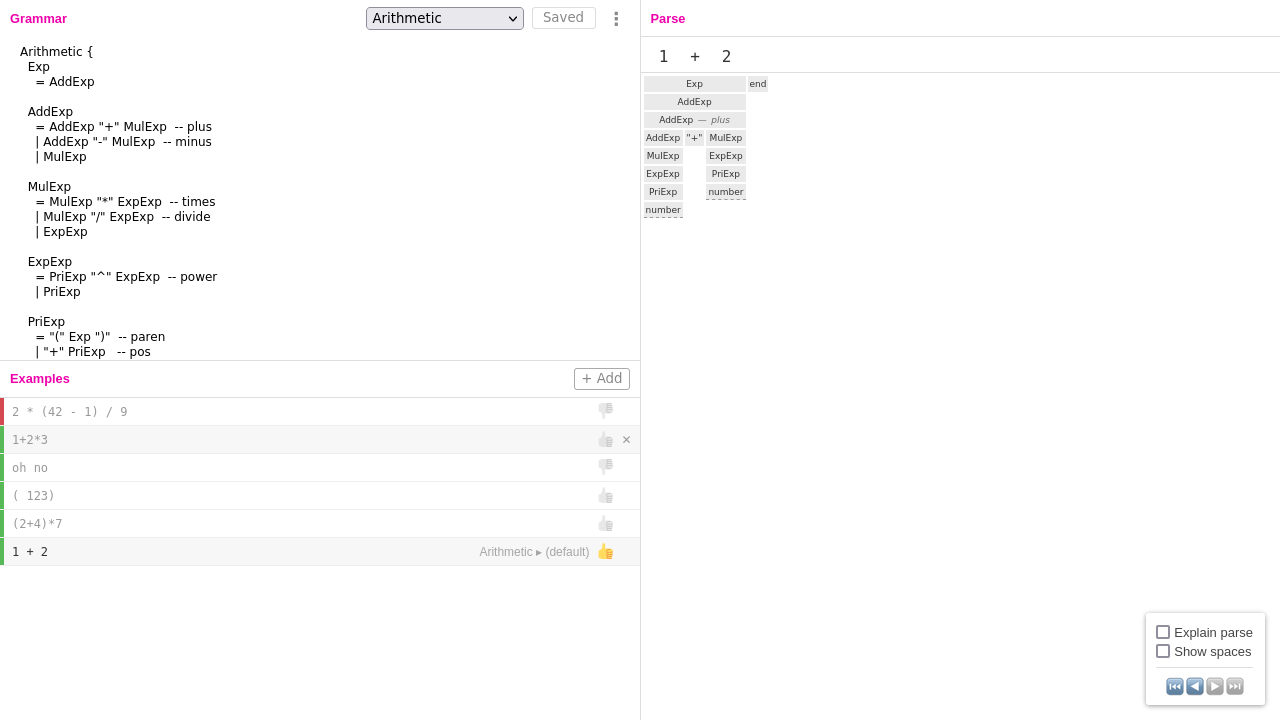 Grammar
Arithmetic
Saved
Arithmetic {
Exp
= AddExp
AddExp
= AddExp "+" MulExp -- plus
| AddExp "-" MulExp -- minus
| MulExp
MulExp
= MulExp "*" ExpExp -- times
| MulExp "/" ExpExp -- divide
| ExpExp
ExpExp
= PriExp "^" ExpExp -- power
| PriExp
PriExp
= "(" Exp ")" -- paren
| "+" PriExp -- pos
Examples
+ Add
2 * (42 - 1) / 9
1+2*3
oh no
( 123)
(2+4)*7
1 + 2 Arithmetic ▸ (default)
Parse
1 + 2
Exp end
AddExp
AddExp — plus
AddExp "+" MulExp
MulExp ExpExp
ExpExp PriExp
PriExp number
number
Explain parse
Show spaces